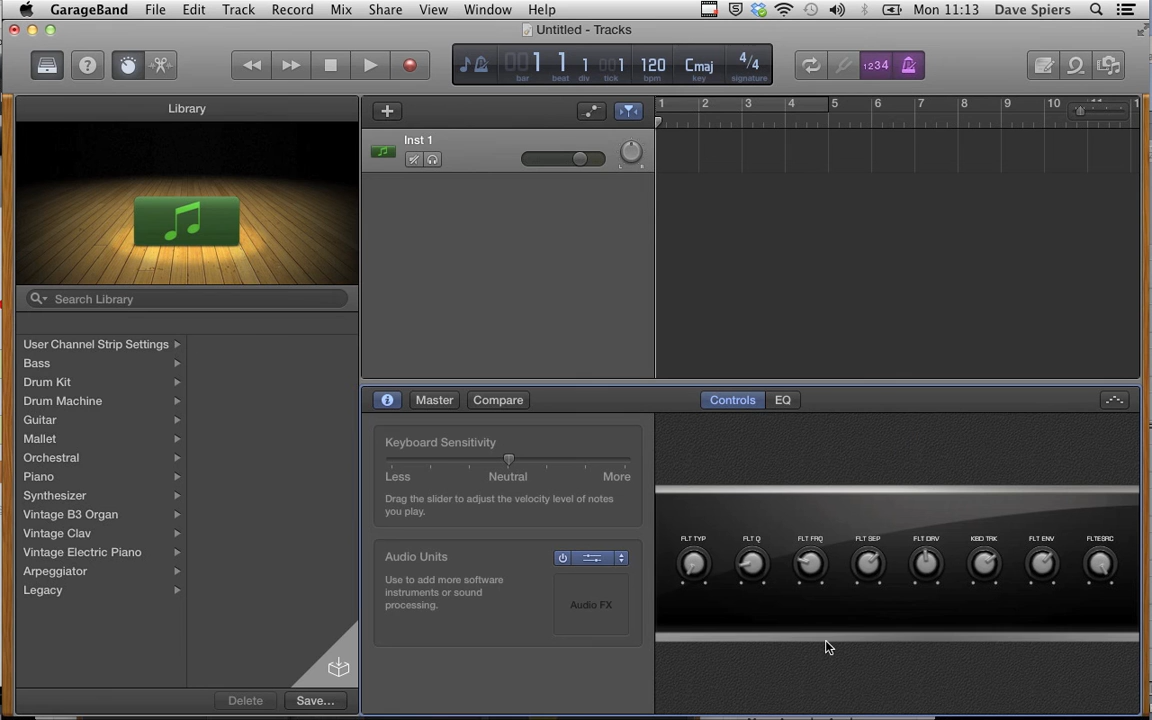 GarageBand File Edit Track Record Mix Share View Window Help Mon 11:13 Dave Spiers
Untitled - Tracks
1 1 1 1 120 Cmaj 4/4 1234
bar beat div tick bpm key signature
Library
1 2 3 4 5 6 7 8 9 10 11 1
Inst 1
L R
Search Library
User Channel Strip Settings
Bass
Drum Kit
Drum Machine
Guitar
Mallet
Orchestral
Piano
Synthesizer
Vintage B3 Organ
Vintage Clav
Vintage Electric Piano
Arpeggiator
Legacy
Delete Save...
Master Compare Controls EQ
Keyboard Sensitivity
Less Neutral More
Drag the slider to adjust the velocity level of notes
you play.
Audio Units
Use to add more software
instruments or sound
processing.
Audio FX
FLT TYP FLT Q FLT FRQ FLT SEP FLT DRV KBD TRK FLT ENV FLTESRC